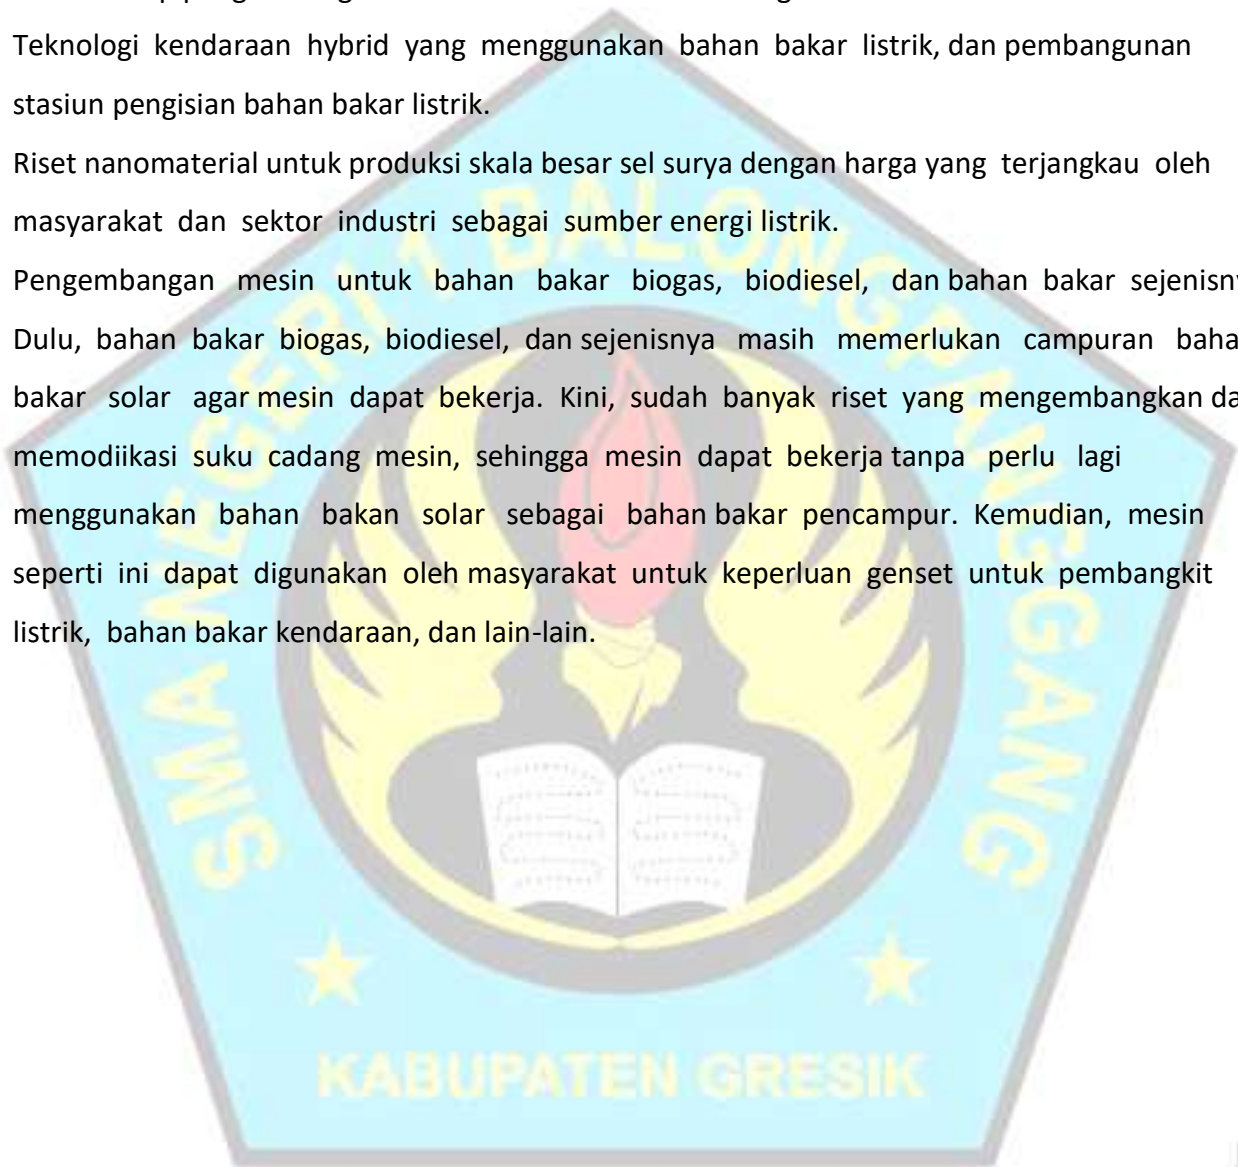 Teknologi kendaraan hybrid yang menggunakan bahan bakar listrik, dan pembangunan
stasiun pengisian bahan bakar listrik.
Riset nanomaterial untuk produksi skala besar sel surya dengan harga yang terjangkau oleh
masyarakat dan sektor industri sebagai sumber energi listrik.
Pengembangan mesin untuk bahan bakar biogas, biodiesel, dan bahan bakar sejenisny
Dulu, bahan bakar biogas, biodiesel, dan sejenisnya masih memerlukan campuran baha
bakar solar agar mesin dapat bekerja. Kini, sudah banyak riset yang mengembangkan da
memodiikasi suku cadang mesin, sehingga mesin dapat bekerja tanpa perlu lagi
menggunakan bahan bakan solar sebagai bahan bakar pencampur. Kemudian, mesin
seperti ini dapat digunakan oleh masyarakat untuk keperluan genset untuk pembangkit
listrik, bahan bakar kendaraan, dan lain-lain.
SMA NEGERI 1 BALONGPANGGANG
KABUPATEN GRESIK